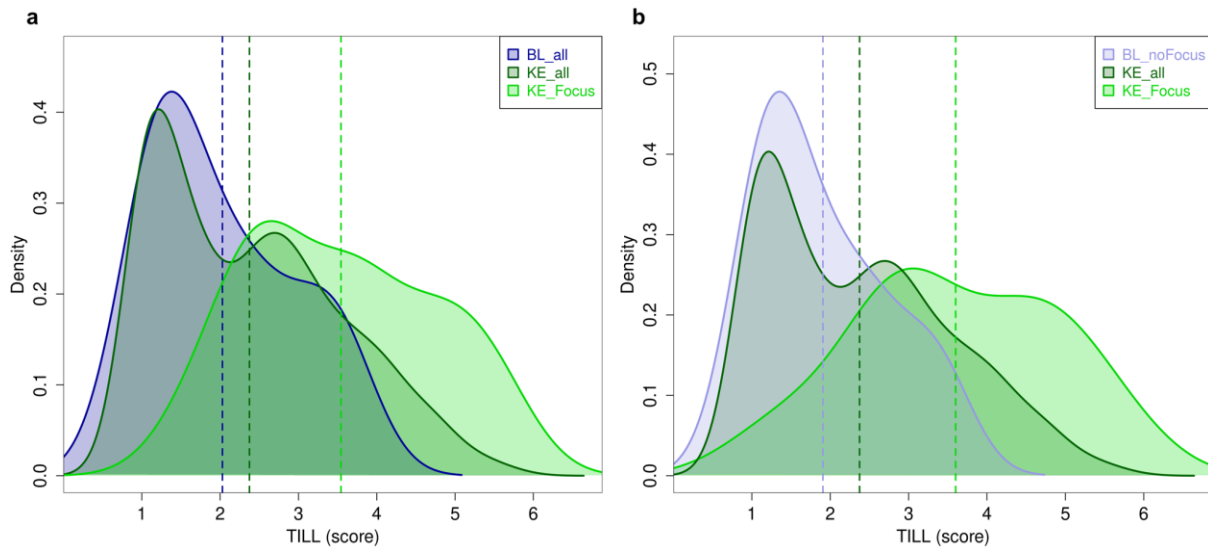 a
BL_all
KE_all
KE_Focus
Density
0.0
0.1
0.2
0.3
0.4
1 2 3 4 5 6
TILL (score)
b
BL_noFocus
KE_all
KE_Focus
Density
0.0
0.1
0.2
0.3
0.4
0.5
1 2 3 4 5 6
TILL (score)